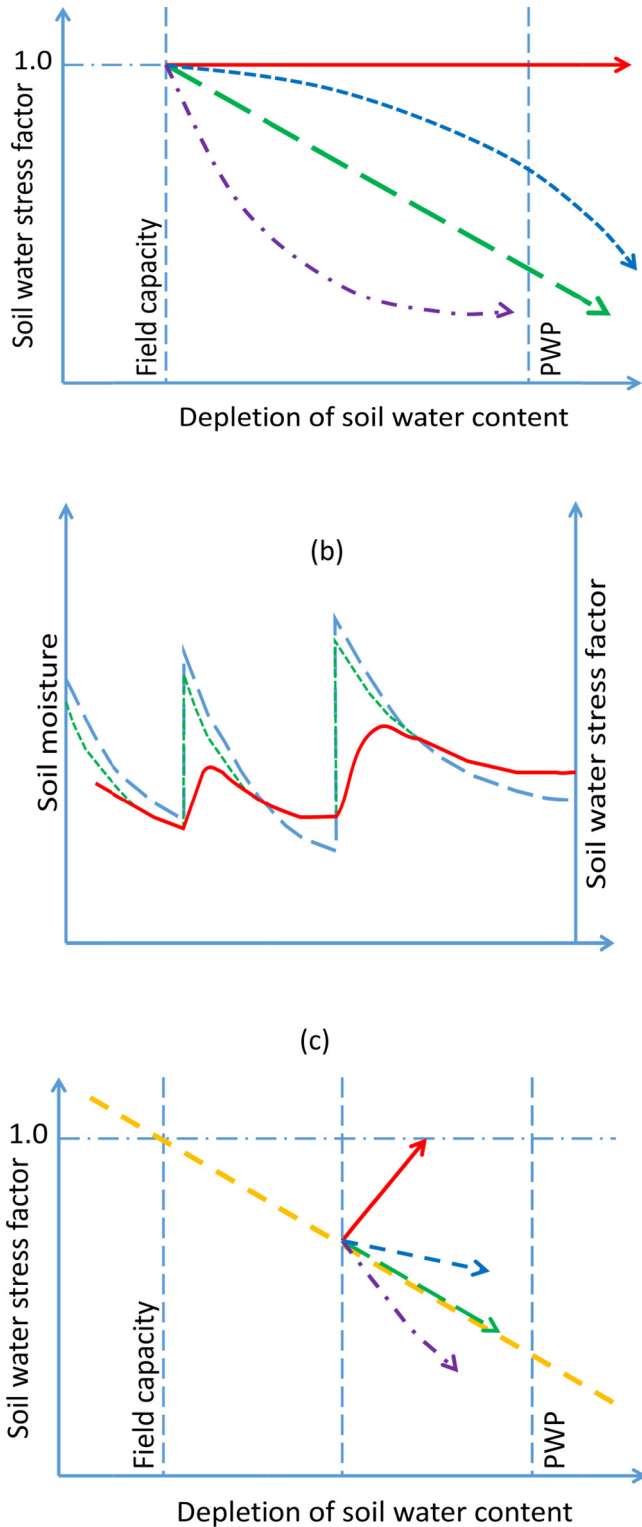 1.0
Soil water stress factor
Field capacity
PWP
Depletion of soil water content
(b)
Soil moisture
Soil water stress factor
(c)
1.0
Soil water stress factor
Field capacity
PWP
Depletion of soil water content